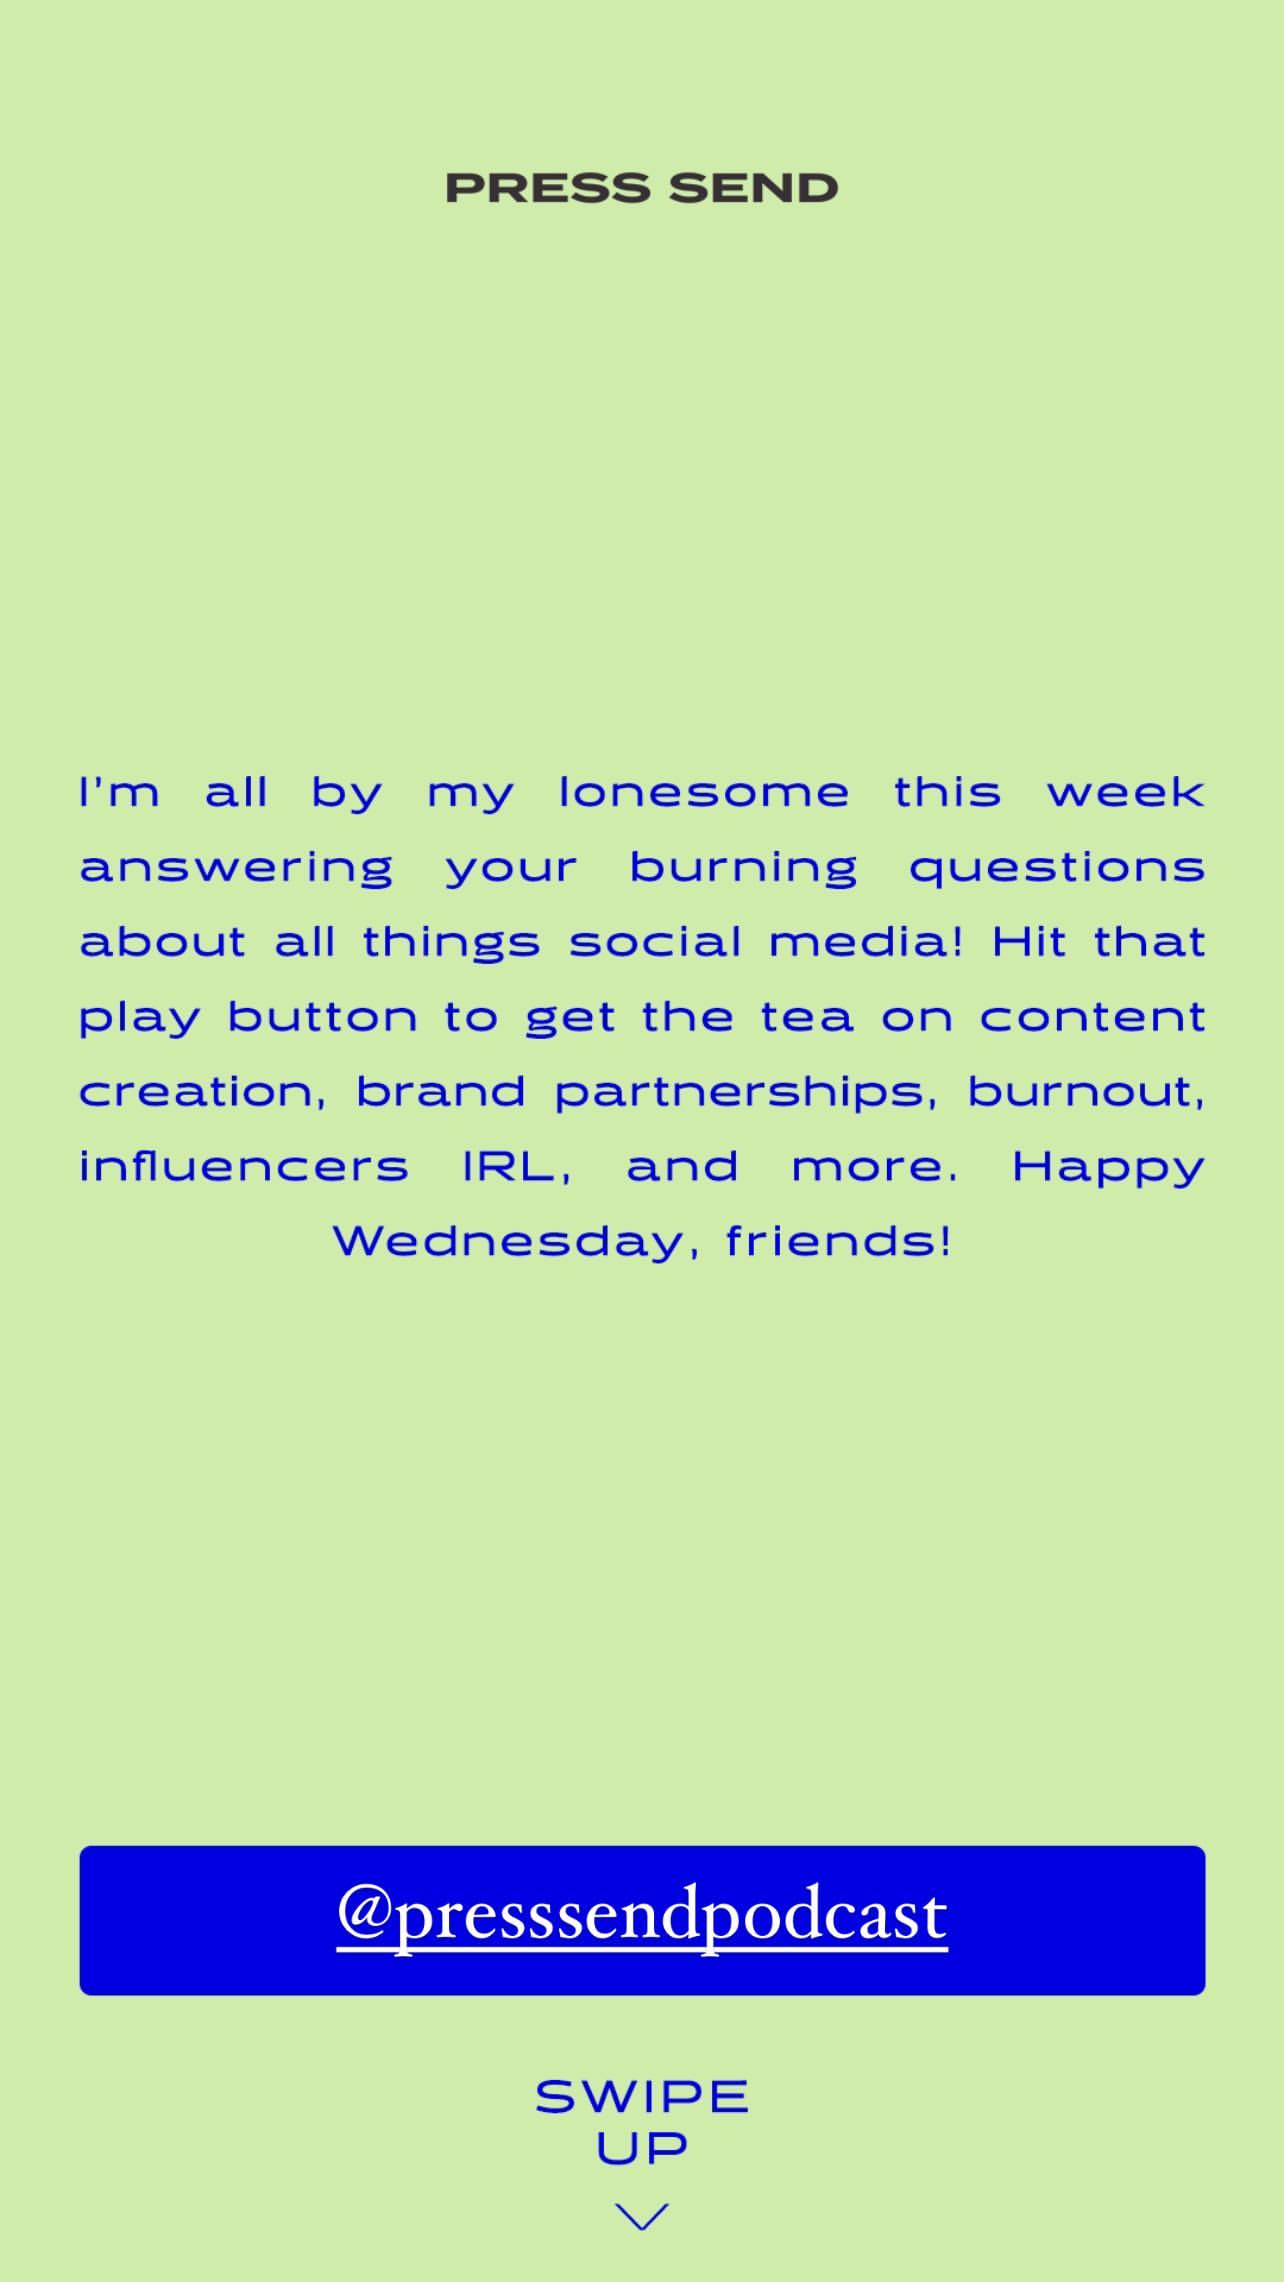 PRESS SEND
I'm all by my lonesome this week
answering your burning questions
about all things social media! Hit that
play button to get the tea on content
creation, brand partnerships, burnout,
influencers IRL, and more. Happy
Wednesday, friends!
@presssendpodcast
SWIPE
UP